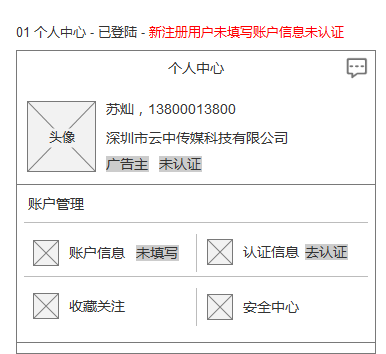 01 个人中心 - 已登陆 - 新注册用户未填写账户信息未认证
个人中心
头像
苏灿，13800013800
深圳市云中传媒科技有限公司
广告主 未认证
账户管理
账户信息 未填写
认证信息 去认证
收藏关注
安全中心